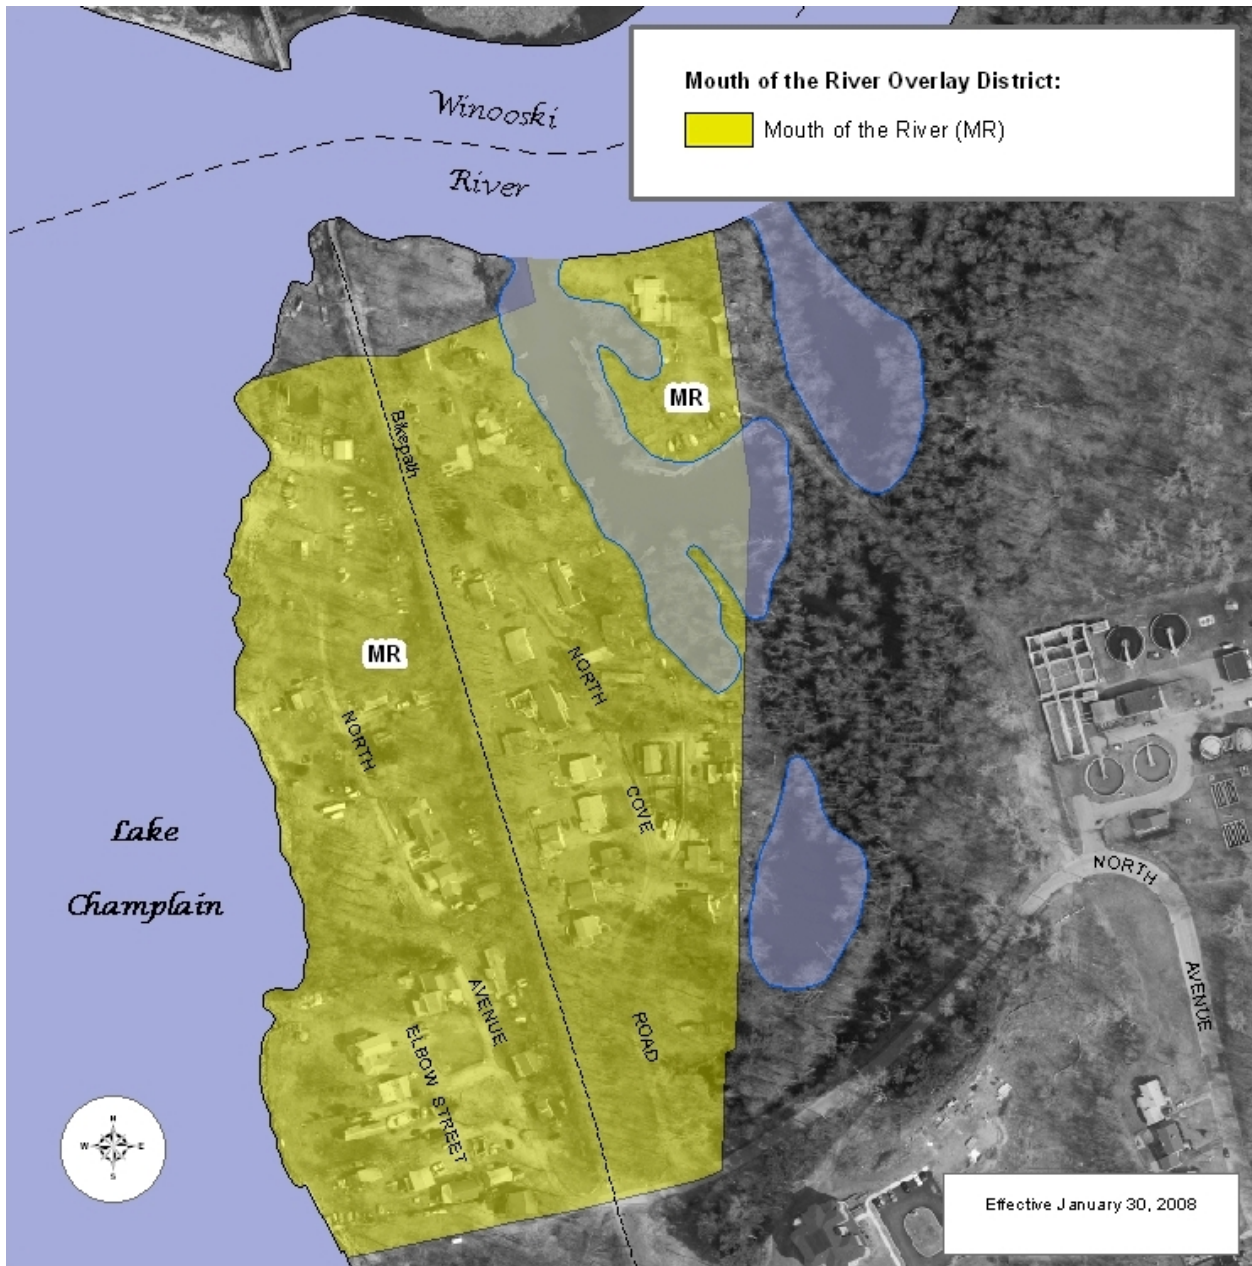 Winooski
River
Mouth of the River Overlay District:
Mouth of the River (MR)
MR
Bikepath
MR
NORTH
NORTH
COVE
Lake
Champlain
NORTH
AVENUE
AVENUE
ELBOW STREET
ROAD
N
W E
S
Effective January 30, 2008